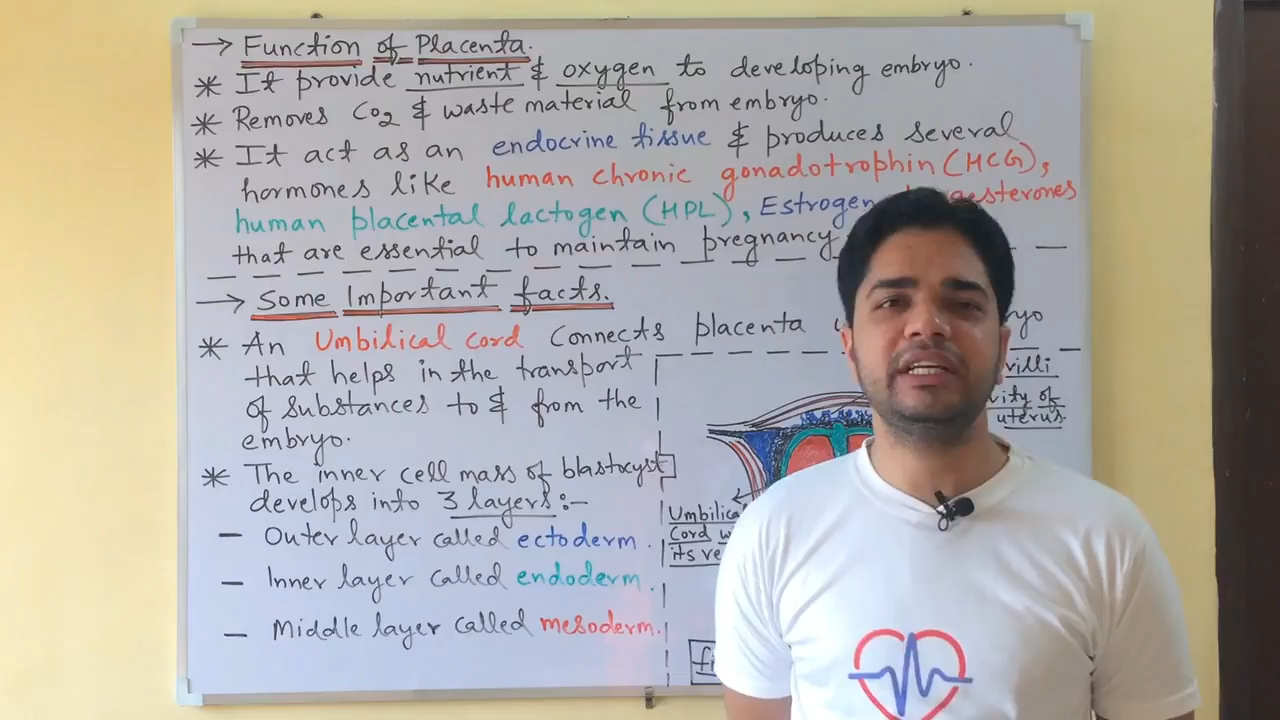 → Function of Placenta.
* It provide nutrient & oxygen to developing embryo.
* Removes CO2 & waste material from embryo.
* It act as an endocrine tissue & produces several
hormones like human chronic gonadotrophin (HCG),
human placental lactogen (HPL), Estrogen
that are essential to maintain pregnancy
→ Some Important facts.
* An Umbilical cord connects placenta
that helps in the transport
of substances to & from the
embryo.
* The inner cell mass of blastocyst
develops into 3 layers :-
- Outer layer called ectoderm.
- Inner layer called endoderm.
- Middle layer called mesoderm.
villi
of
uterus
Cord
its